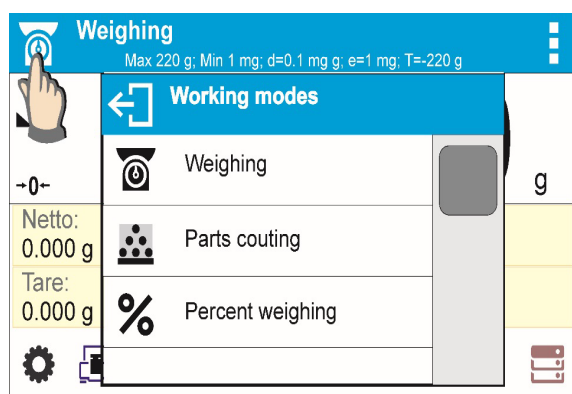 Weighing
Max 220 g; Min 1 mg; d=0.1 mg g; e=1 mg; T=-220 g
Working modes
Weighing
→0←
g
Parts couting
Netto:
0.000 g
Tare:
0.000 g
% Percent weighing